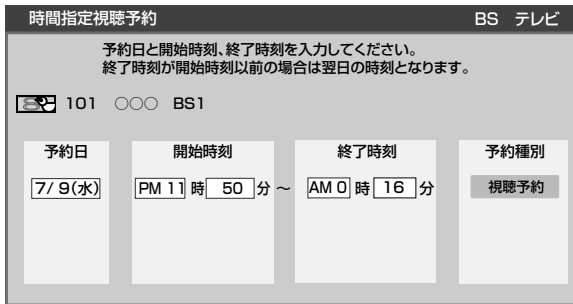 時間指定視聴予約 BS テレビ
予約日と開始時刻、終了時刻を入力してください。
終了時刻が開始時刻以前の場合は翌日の時刻となります。
101 ○○○ BS1
予約日 開始時刻 終了時刻 予約種別
7/ 9(水) PM 11 時 50 分 ~ AM 0 時 16 分 視聴予約